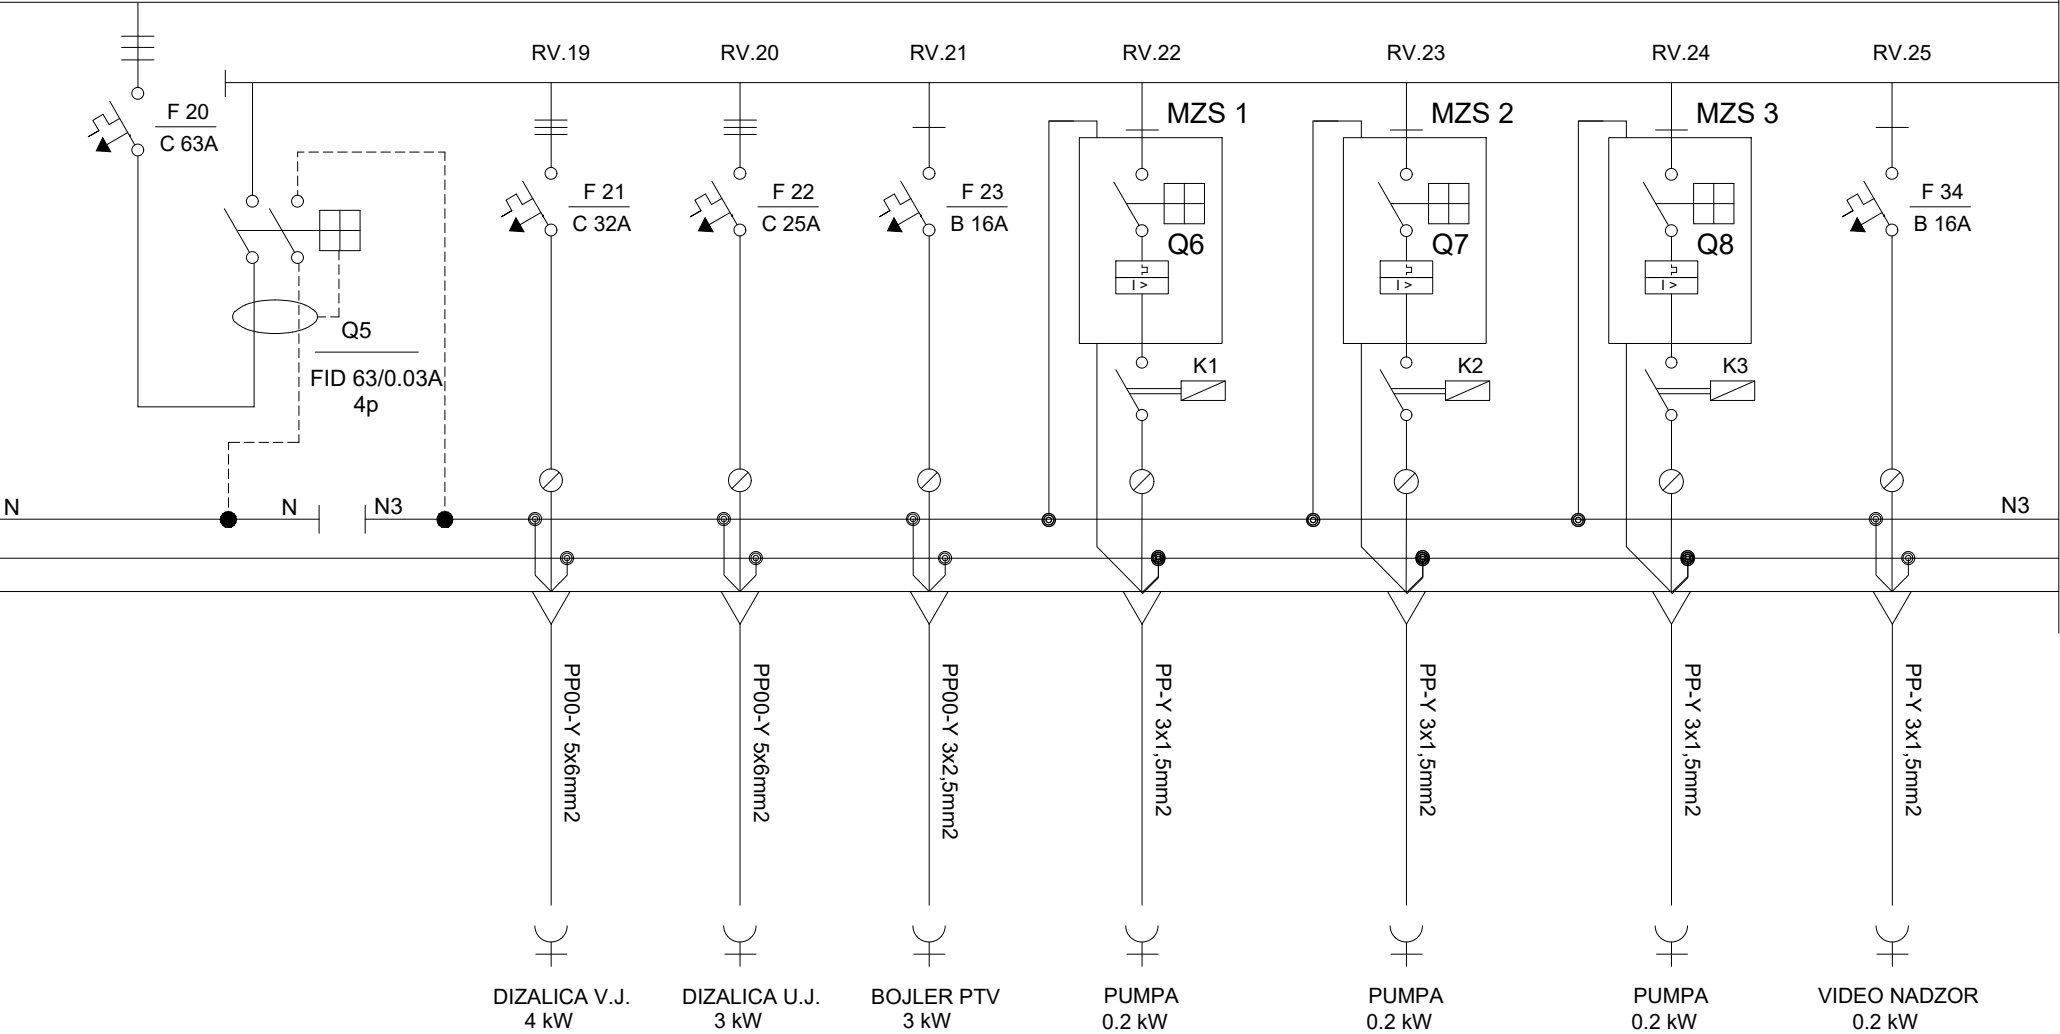 RV.19
RV.20
RV.21
RV.22
RV.23
RV.24
RV.25
F 20
C 63A
MZS 1
MZS 2
MZS 3
F 21
C 32A
F 22
C 25A
F 23
B 16A
F 34
B 16A
Q6
I >
Q7
I >
Q8
I >
Q5
FID 63/0.03A
4p
K1
K2
K3
N
N
N3
N3
PP00-Y 5x6mm2
PP00-Y 5x6mm2
PP00-Y 3x2,5mm2
PP-Y 3x1,5mm2
PP-Y 3x1,5mm2
PP-Y 3x1,5mm2
PP-Y 3x1,5mm2
DIZALICA V.J.
4 kW
DIZALICA U.J.
3 kW
BOJLER PTV
3 kW
PUMPA
0.2 kW
PUMPA
0.2 kW
PUMPA
0.2 kW
VIDEO NADZOR
0.2 kW